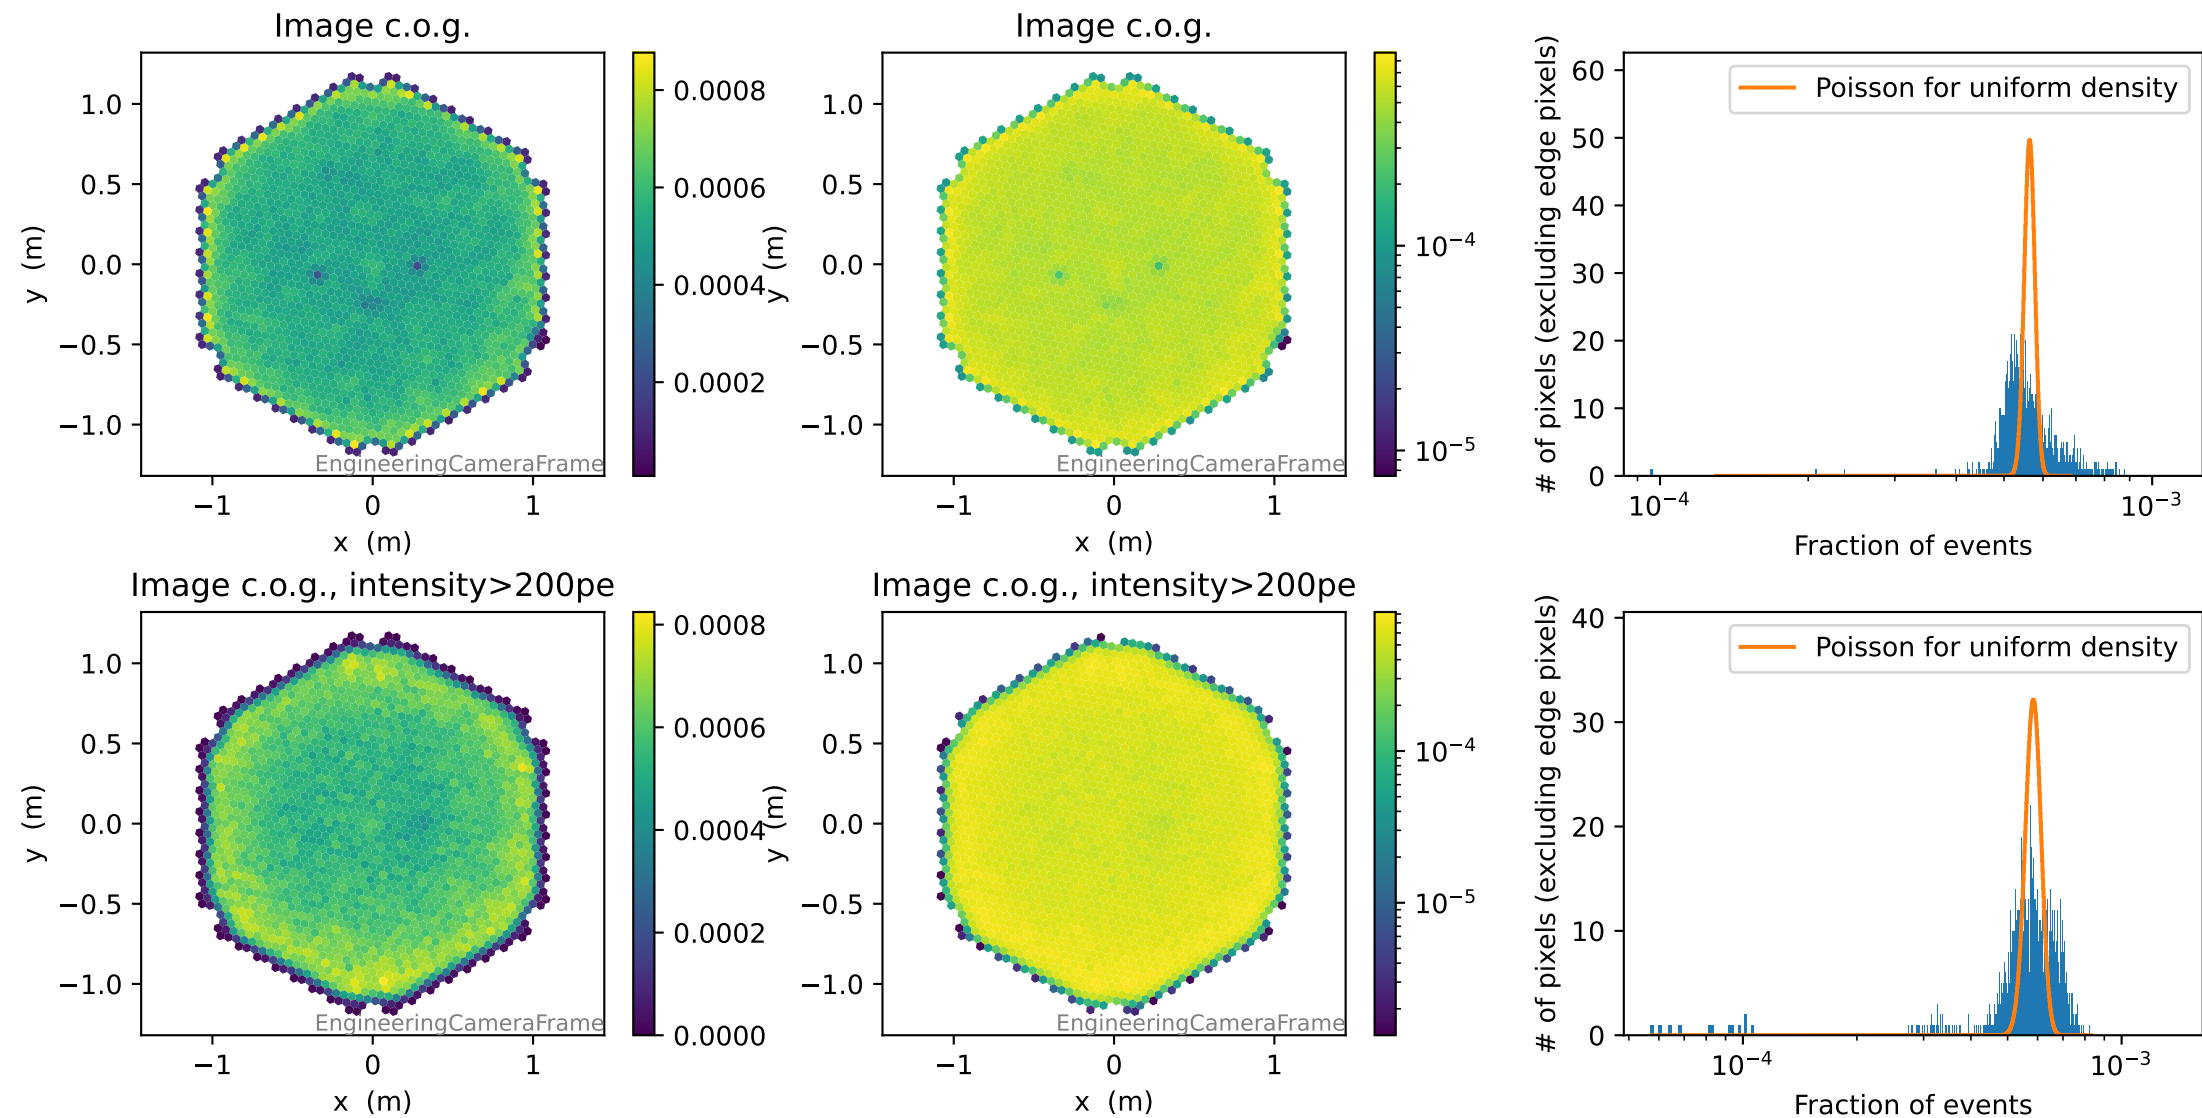 Image c.o.g.
1.0
0.5
0.0
−0.5
−1.0
y (m)
−1
0
1
x (m)
EngineeringCameraFrame
0.0008
0.0006
0.0004
0.0002
Image c.o.g.
1.0
0.5
0.0
−0.5
−1.0
y (m)
−1
0
1
x (m)
EngineeringCameraFrame
10⁻⁴
10⁻⁵
60
50
40
30
20
10
0
# of pixels (excluding edge pixels)
Poisson for uniform density
10⁻⁴
10⁻³
Fraction of events
Image c.o.g., intensity>200pe
1.0
0.5
0.0
−0.5
−1.0
y (m)
−1
0
1
x (m)
EngineeringCameraFrame
0.0008
0.0006
0.0004
0.0002
0.0000
Image c.o.g., intensity>200pe
1.0
0.5
0.0
−0.5
−1.0
y (m)
−1
0
1
x (m)
EngineeringCameraFrame
10⁻⁴
10⁻⁵
40
30
20
10
0
# of pixels (excluding edge pixels)
Poisson for uniform density
10⁻⁴
10⁻³
Fraction of events